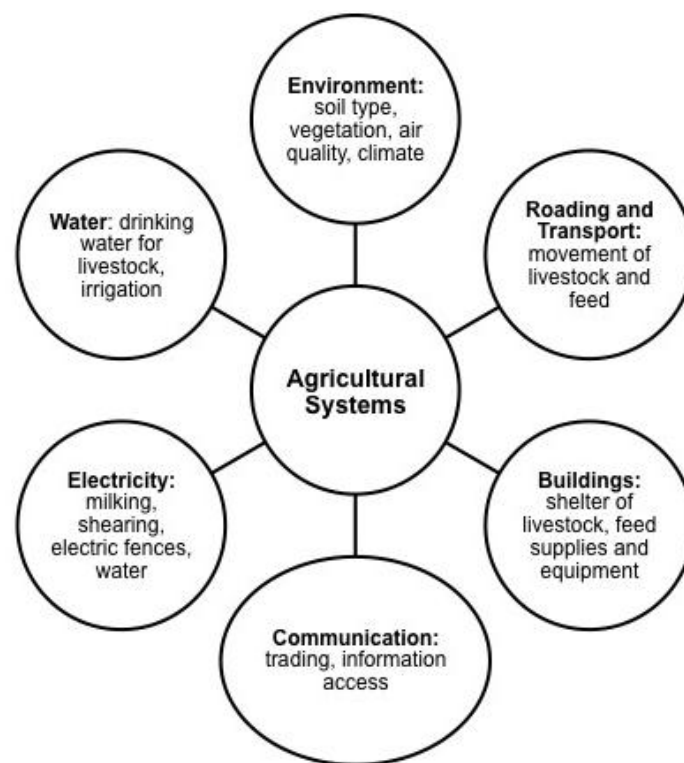 Environment:
soil type,
vegetation, air
quality, climate
Water: drinking
water for
livestock,
irrigation
Roading and
Transport:
movement of
livestock and
feed
Agricultural
Systems
Electricity:
milking,
shearing,
electric fences,
water
Buildings:
shelter of
livestock, feed
supplies and
equipment
Communication:
trading, information
access